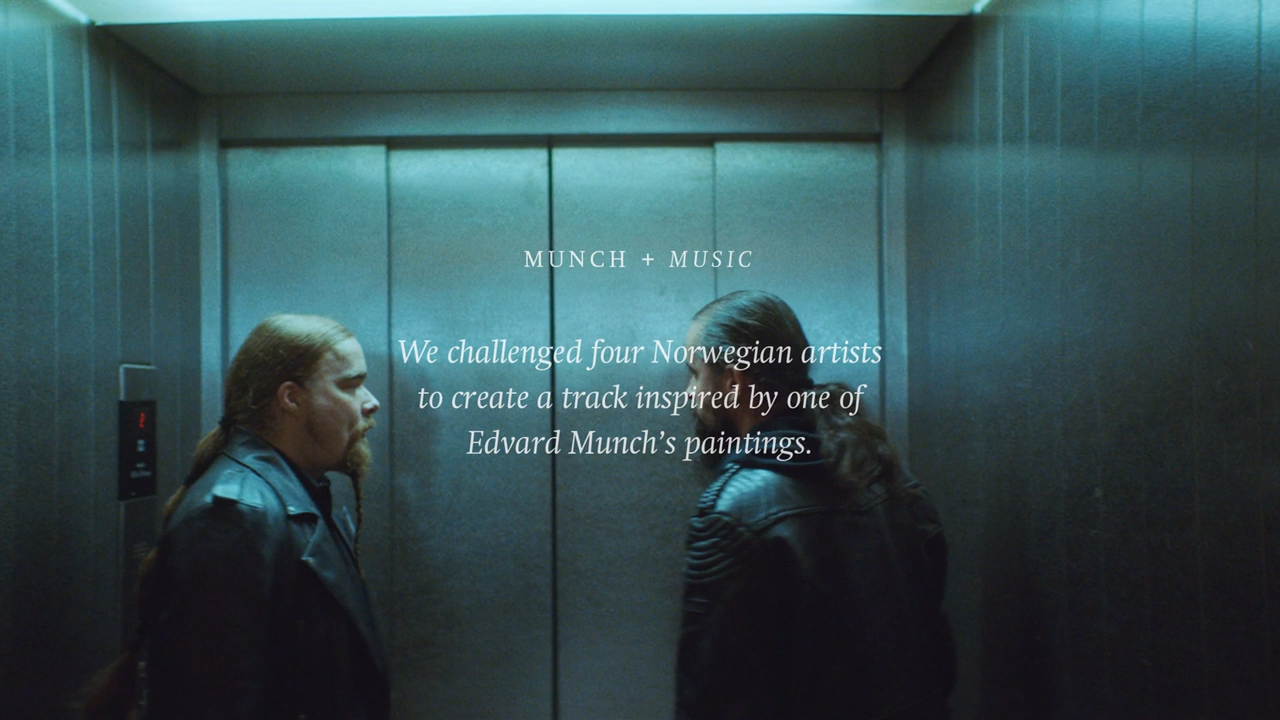 MUNCH + MUSIC
We challenged four Norwegian artists
to create a track inspired by one of
Edvard Munch’s paintings.